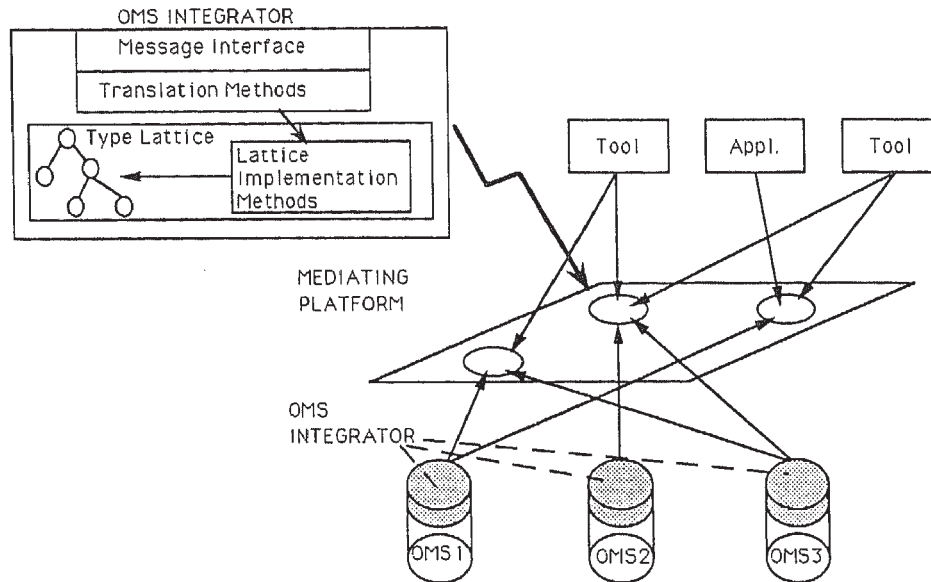 OMS INTEGRATOR
Message Interface
Translation Methods
Type Lattice
Lattice
Implementation
Methods
Tool
Appl.
Tool
MEDIATING
PLATFORM
OMS
INTEGRATOR
OMS1
OMS2
OMS3